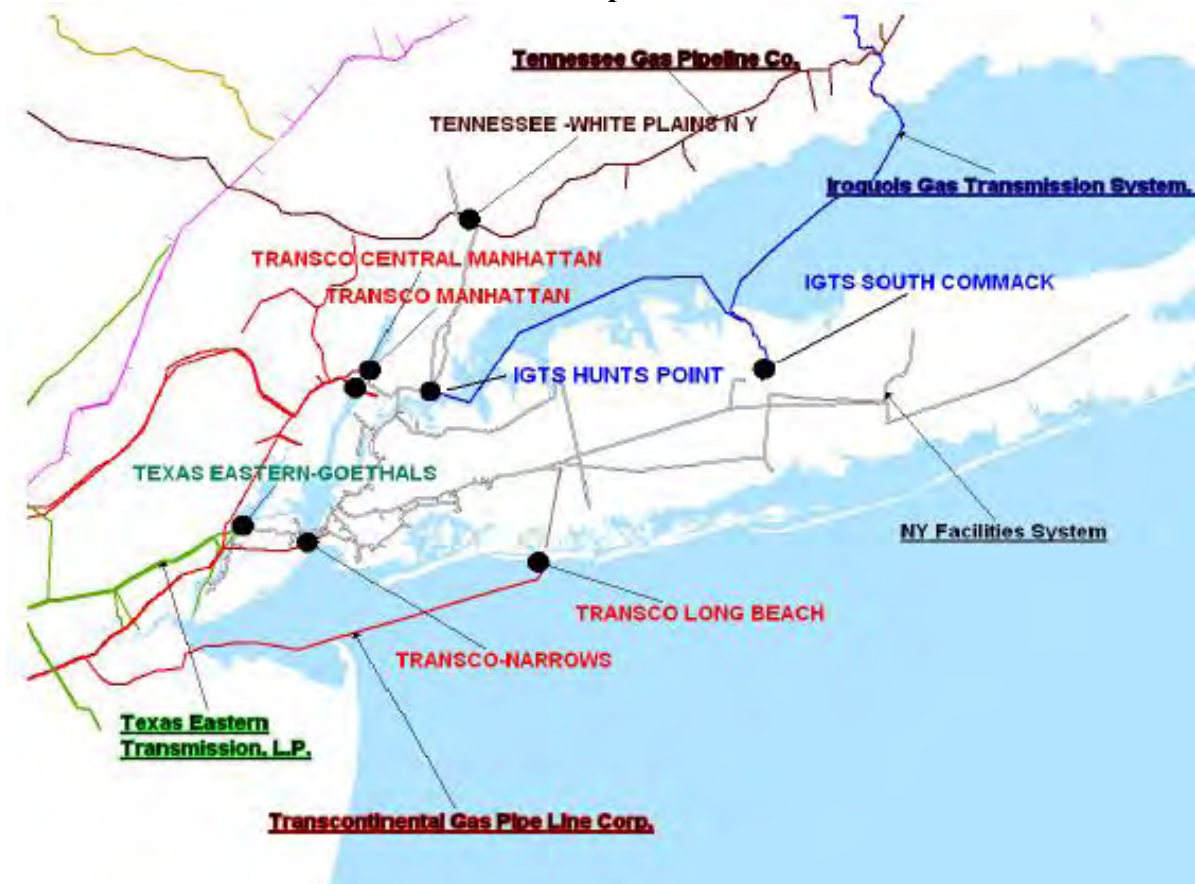 Tennessee Gas Pipeline Co.
TENNESSEE -WHITE PLAINS N Y
Iroquois Gas Transmission System,
TRANSCO CENTRAL MANHATTAN
TRANSCO MANHATTAN
IGTS SOUTH COMMACK
IGTS HUNTS POINT
TEXAS EASTERN-GOETHALS
NY Facilities System
TRANSCO LONG BEACH
TRANSCO-NARROWS
Texas Eastern
Transmission, L.P.
Transcontinental Gas Pipe Line Corp.